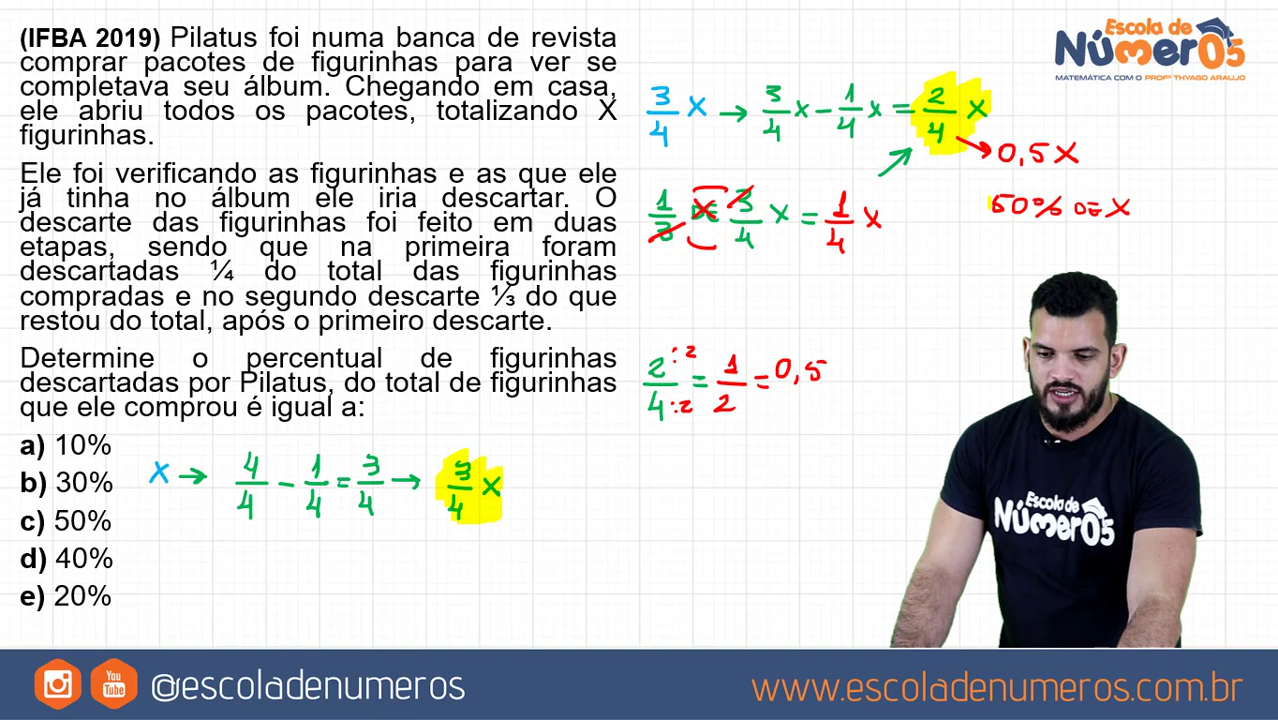 (IFBA 2019) Pilatus foi numa banca de revista
comprar pacotes de figurinhas para ver se
completava seu álbum. Chegando em casa,
ele abriu todos os pacotes, totalizando X
figurinhas.
Ele foi verificando as figurinhas e as que ele
já tinha no álbum ele iria descartar. O
descarte das figurinhas foi feito em duas
etapas, sendo que na primeira foram
descartadas ¼ do total das figurinhas
compradas e no segundo descarte ⅓ do que
restou do total, após o primeiro descarte.
Determine o percentual de figurinhas
descartadas por Pilatus, do total de figurinhas
que ele comprou é igual a:
a) 10%
b) 30%
c) 50%
d) 40%
e) 20%
x → 4/4 - 1/4 = 3/4 → 3/4 x
3/4 x → 3/4 x - 1/4 x = 2/4 x
→ 0,5 x
50% DE X
1/3 x 3/4 x = 1/4 x
2:2/4:2 = 1/2 = 0,5
Escola de
Númer05
MATEMÁTICA COM O PROFº THYAGO ARAUJO
Escola de
Númer05
You
Tube
@escoladenumeros
www.escoladenumeros.com.br